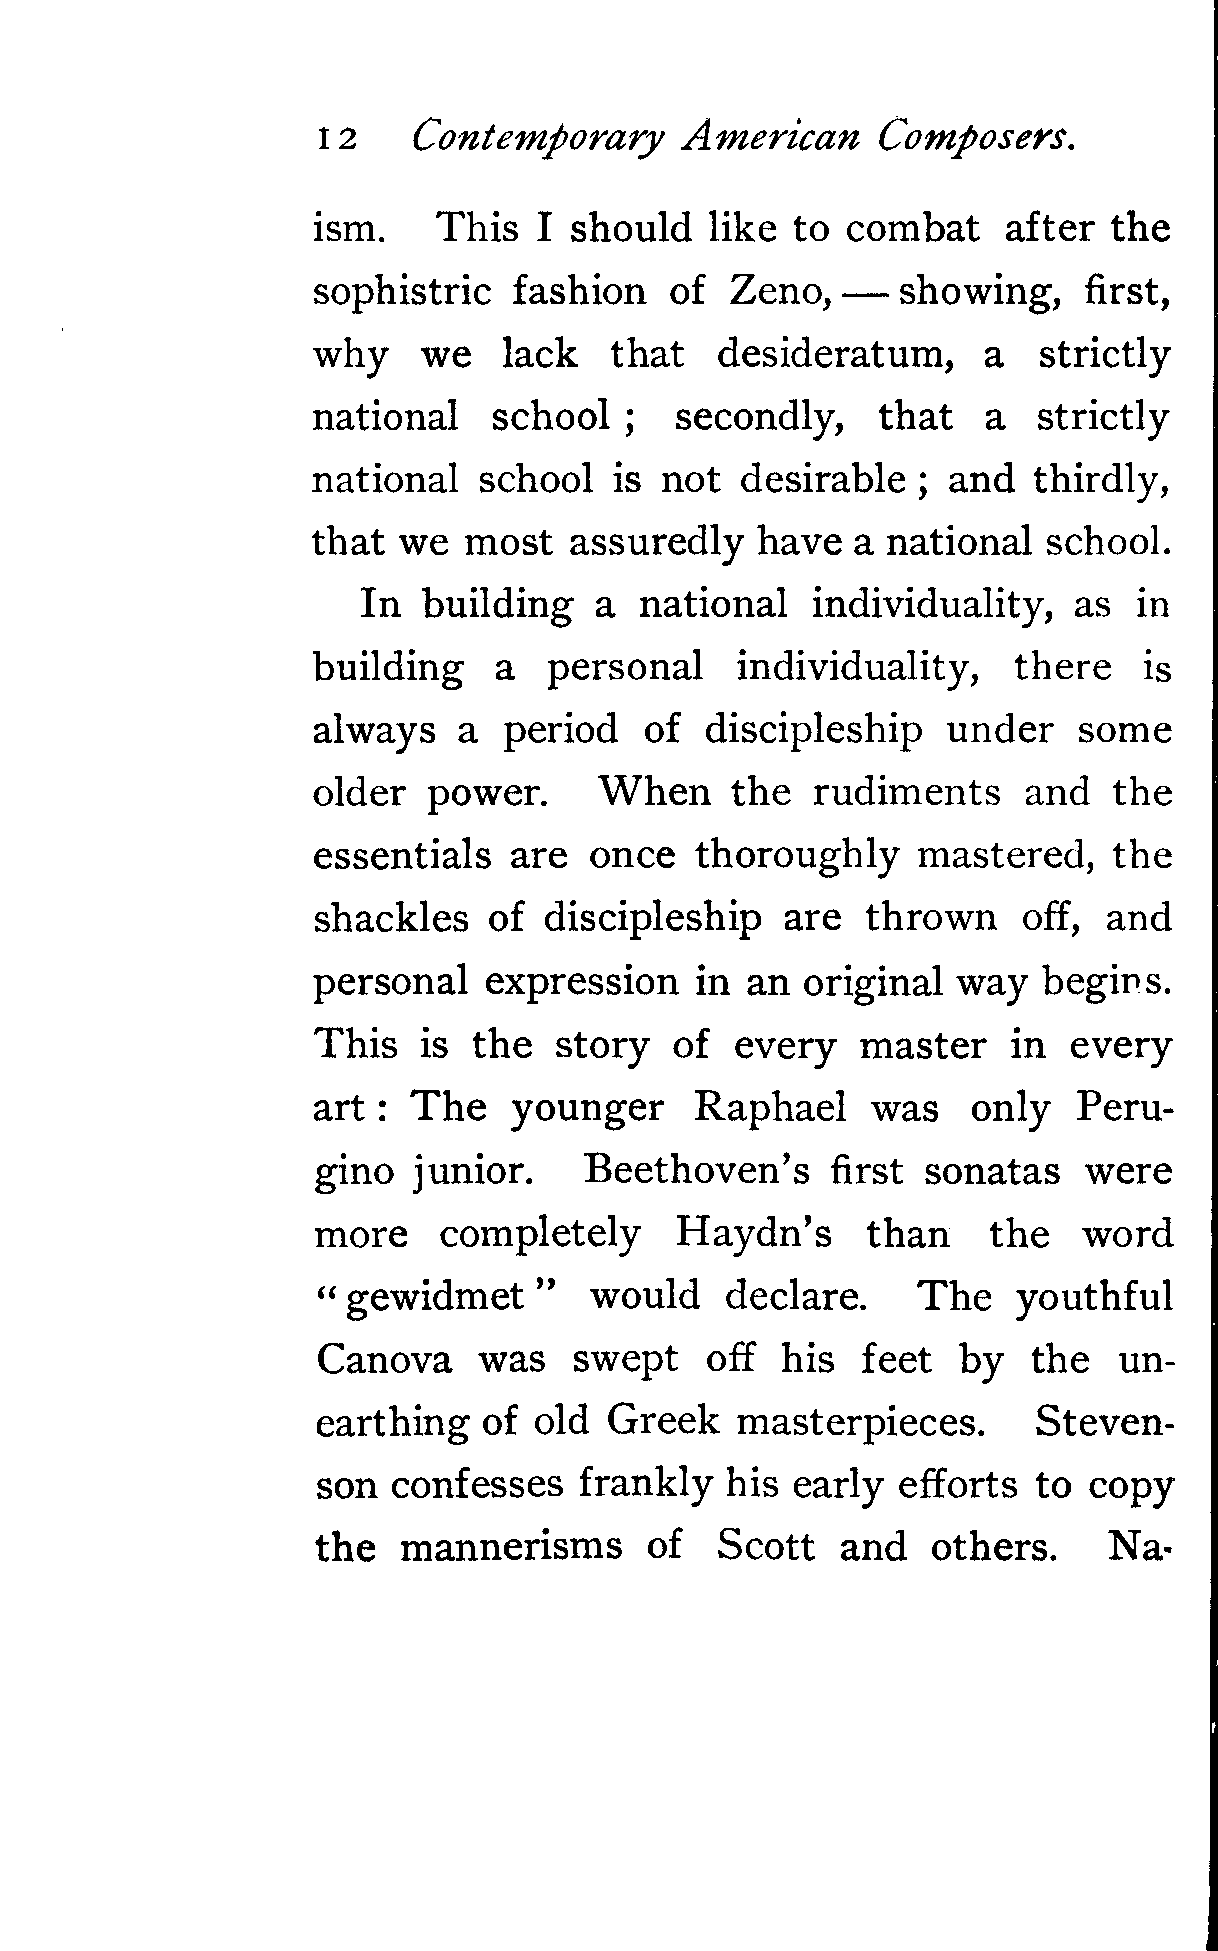 12 Contemporary American Composers.
ism. This I should like to combat after the
sophistric fashion of Zeno, — showing, first,
why we lack that desideratum, a strictly
national school ; secondly, that a strictly
national school is not desirable ; and thirdly,
that we most assuredly have a national school.
In building a national individuality, as in
building a personal individuality, there is
always a period of discipleship under some
older power. When the rudiments and the
essentials are once thoroughly mastered, the
shackles of discipleship are thrown off, and
personal expression in an original way begins.
This is the story of every master in every
art : The younger Raphael was only Peru-
gino junior. Beethoven's first sonatas were
more completely Haydn's than the word
“ gewidmet ” would declare. The youthful
Canova was swept off his feet by the un-
earthing of old Greek masterpieces. Steven-
son confesses frankly his early efforts to copy
the mannerisms of Scott and others. Na-